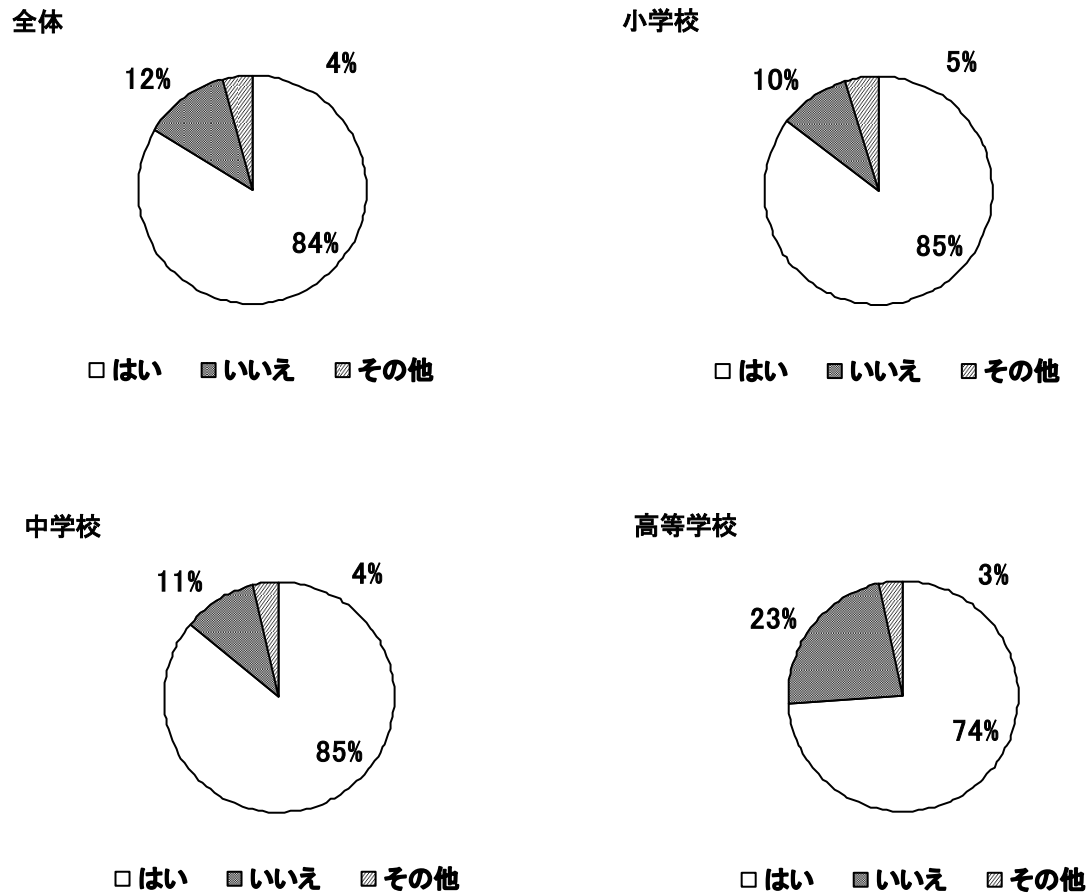 全体
12%
4%
84%
はい いいえ その他
小学校
10%
5%
85%
はい いいえ その他
中学校
11%
4%
85%
はい いいえ その他
高等学校
23%
3%
74%
はい いいえ その他